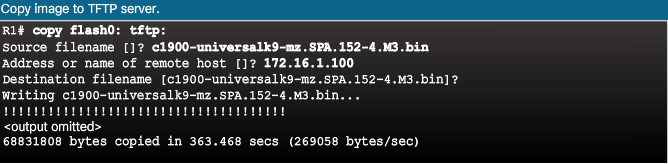 Copy image to TFTP server.
R1# copy flash0: tftp:
Source filename []? c1900-universalk9-mz.SPA.152-4.M3.bin
Address or name of remote host []? 172.16.1.100
Destination filename [c1900-universalk9-mz.SPA.152-4.M3.bin]?
Writing c1900-universalk9-mz.SPA.152-4.M3.bin...
!!!!!!!!!!!!!!!!!!!!!!!!!!!!!!!!!!!!!!
<output omitted>
68831808 bytes copied in 363.468 secs (269058 bytes/sec)